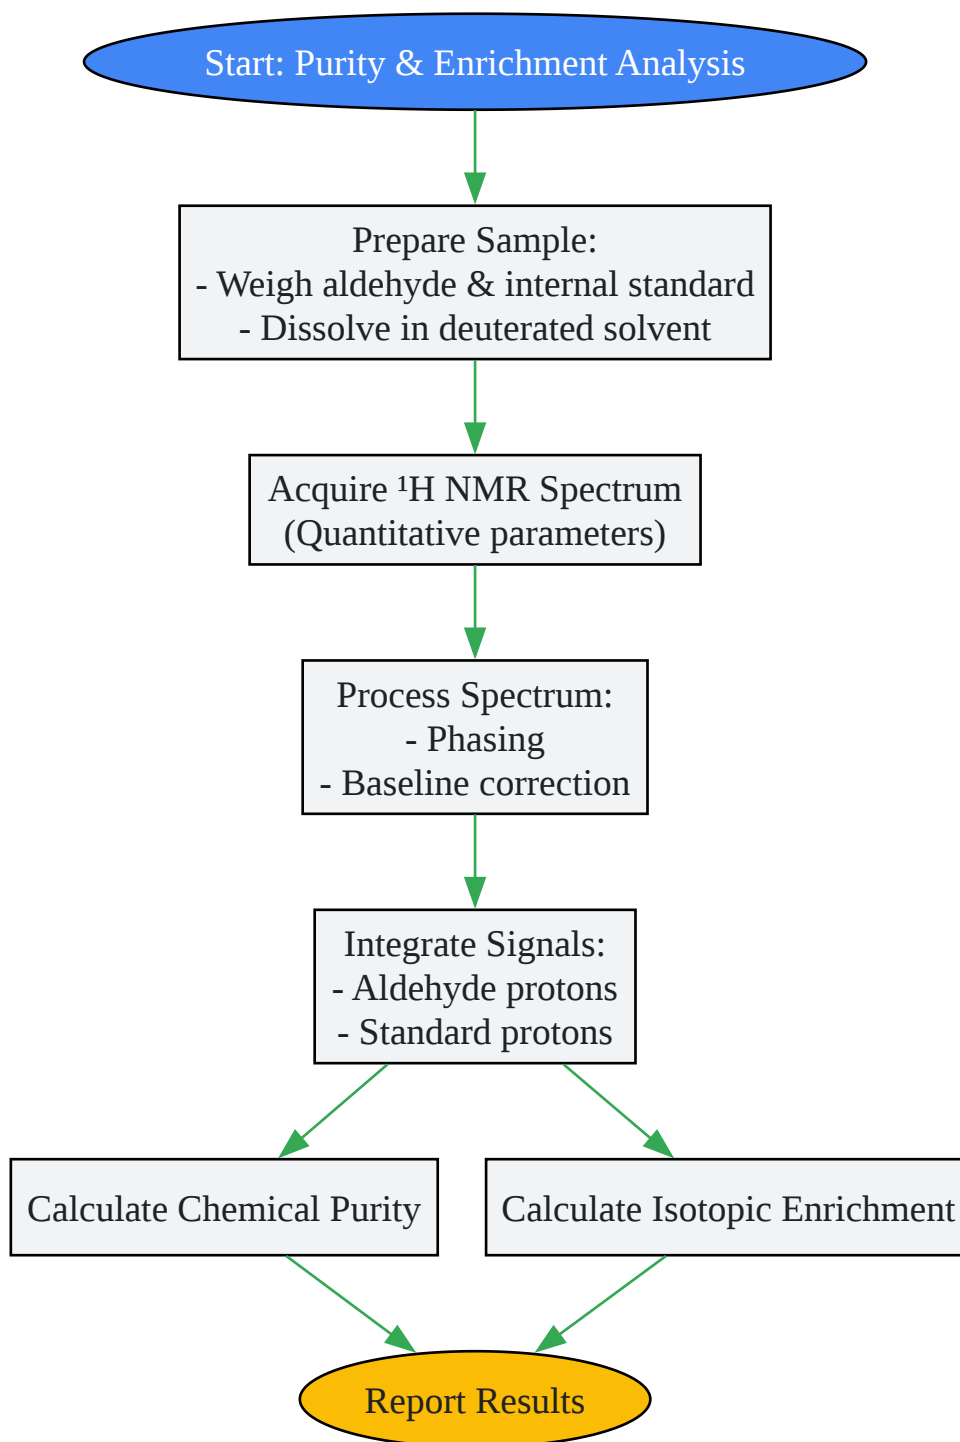 Start: Purity & Enrichment Analysis
Prepare Sample:
- Weigh aldehyde & internal standard
- Dissolve in deuterated solvent
Acquire ¹H NMR Spectrum
(Quantitative parameters)
Process Spectrum:
- Phasing
- Baseline correction
Integrate Signals:
- Aldehyde protons
- Standard protons
Calculate Chemical Purity
Calculate Isotopic Enrichment
Report Results